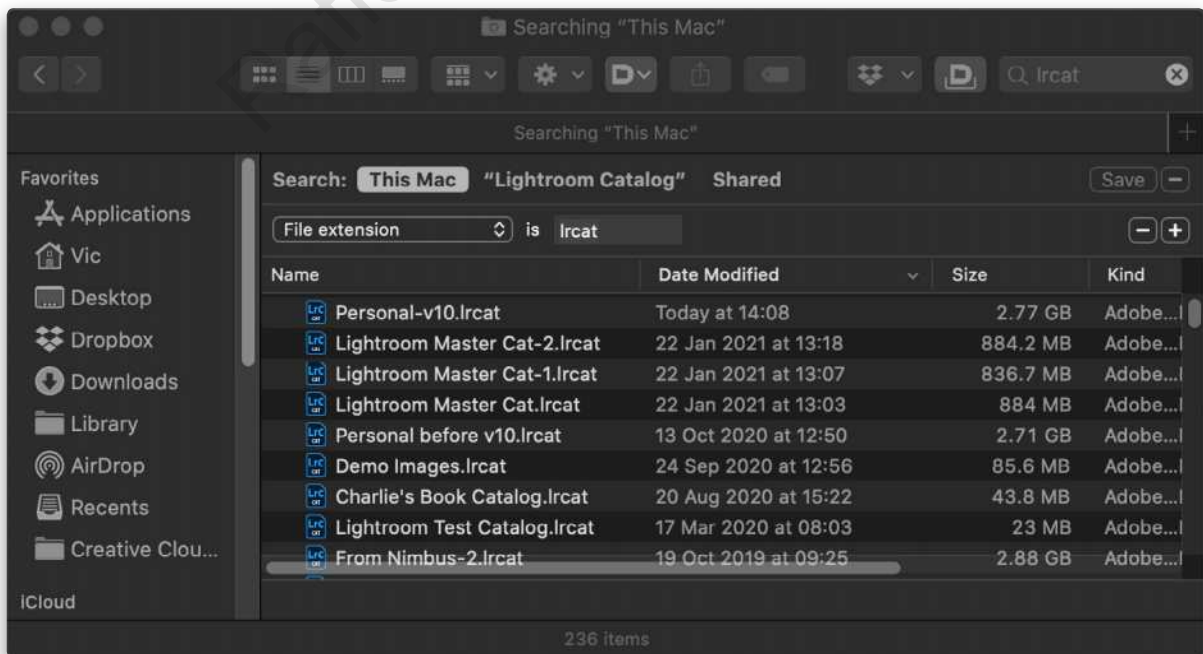 Searching "This Mac"
lrcat
Searching "This Mac"
Favorites
Applications
Vic
Desktop
Dropbox
Downloads
Library
AirDrop
Recents
Creative Clou...
iCloud
Search: This Mac "Lightroom Catalog" Shared Save
File extension is lrcat
Name Date Modified Size Kind
Personal-v10.lrcat Today at 14:08 2.77 GB Adobe...
Lightroom Master Cat-2.lrcat 22 Jan 2021 at 13:18 884.2 MB Adobe...
Lightroom Master Cat-1.lrcat 22 Jan 2021 at 13:07 836.7 MB Adobe...
Lightroom Master Cat.lrcat 22 Jan 2021 at 13:03 884 MB Adobe...
Personal before v10.lrcat 13 Oct 2020 at 12:50 2.71 GB Adobe...
Demo Images.lrcat 24 Sep 2020 at 12:56 85.6 MB Adobe...
Charlie's Book Catalog.lrcat 20 Aug 2020 at 15:22 43.8 MB Adobe...
Lightroom Test Catalog.lrcat 17 Mar 2020 at 08:03 23 MB Adobe...
From Nimbus-2.lrcat 19 Oct 2019 at 09:25 2.88 GB Adobe...
236 items